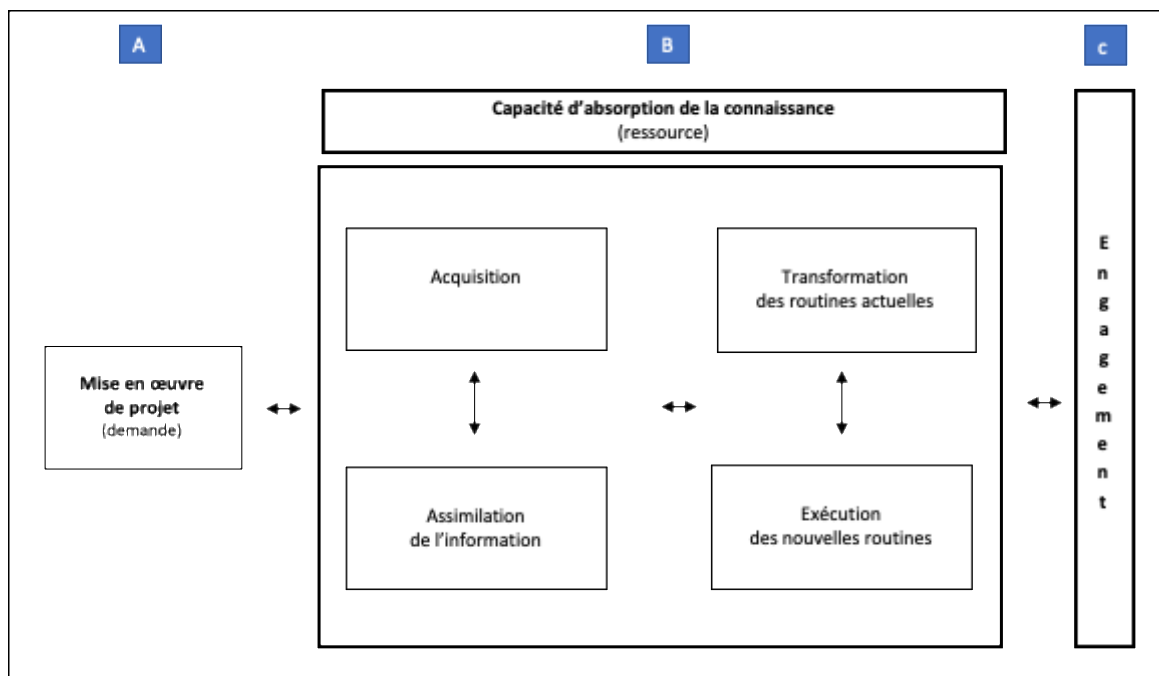 A
B
c
Capacité d'absorption de la connaissance
(ressource)
Acquisition
Transformation
des routines actuelles
Mise en œuvre
de projet
(demande)
Assimilation
de l'information
Exécution
des nouvelles routines
Engagement